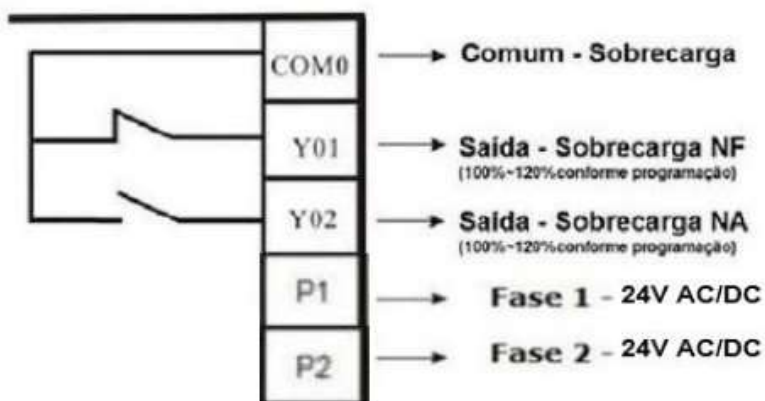 COM0 Comum - Sobrecarga
Y01 Saída - Sobrecarga NF
(100%~120%conforme programação)
Y02 Saída - Sobrecarga NA
(100%~120%conforme programação)
P1 Fase 1 - 24V AC/DC
P2 Fase 2 - 24V AC/DC